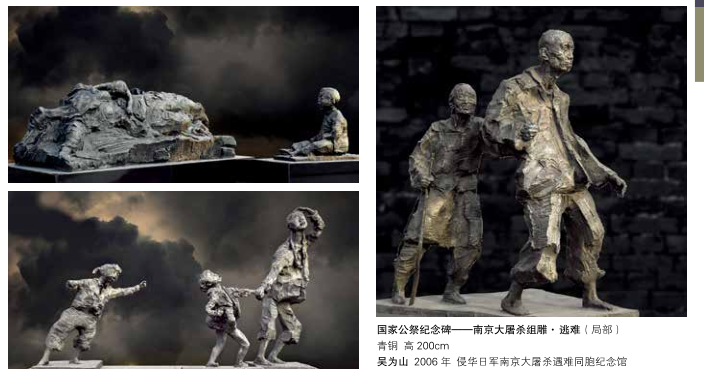 国家公祭纪念碑——南京大屠杀组雕·逃难（局部）
青铜 高 200cm
吴为山 2006 年 侵华日军南京大屠杀遇难同胞纪念馆